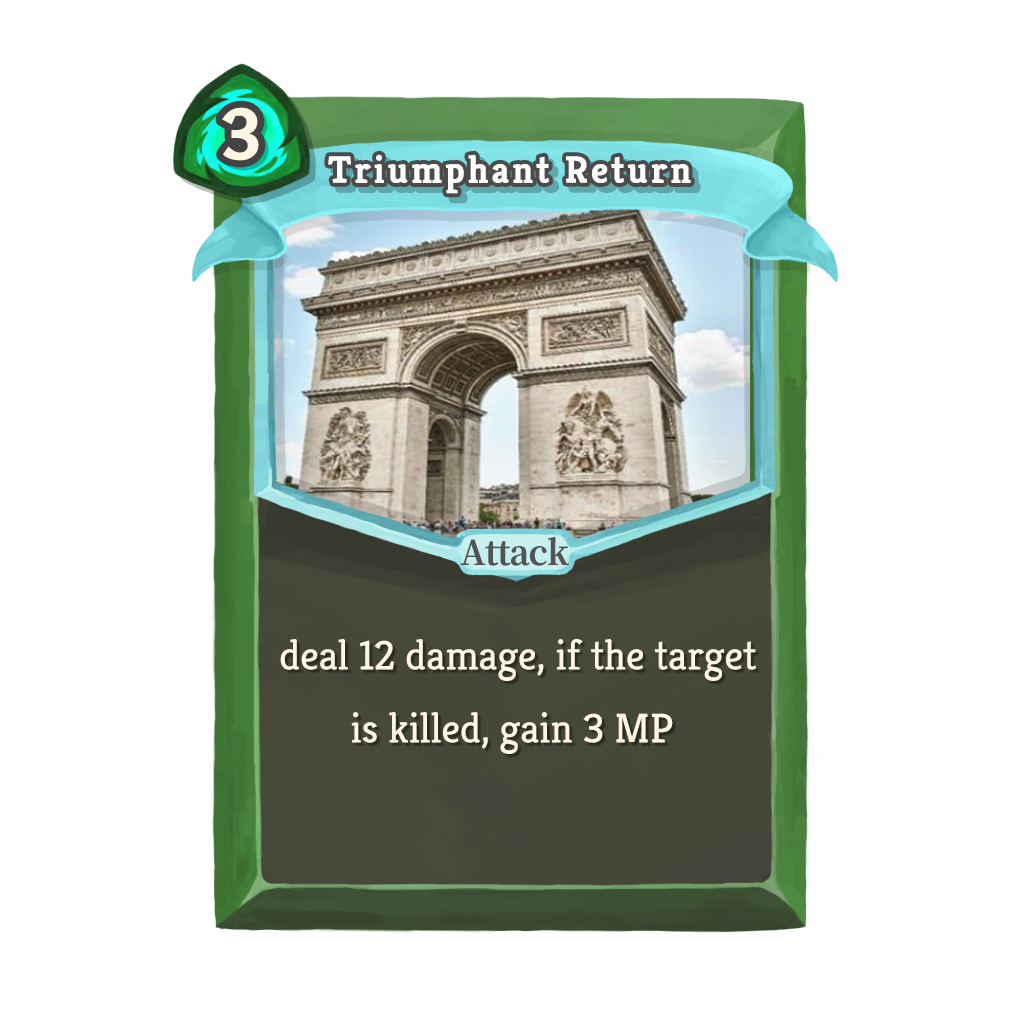 3
Triumphant Return
Attack
deal 12 damage, if the target
is killed, gain 3 MP